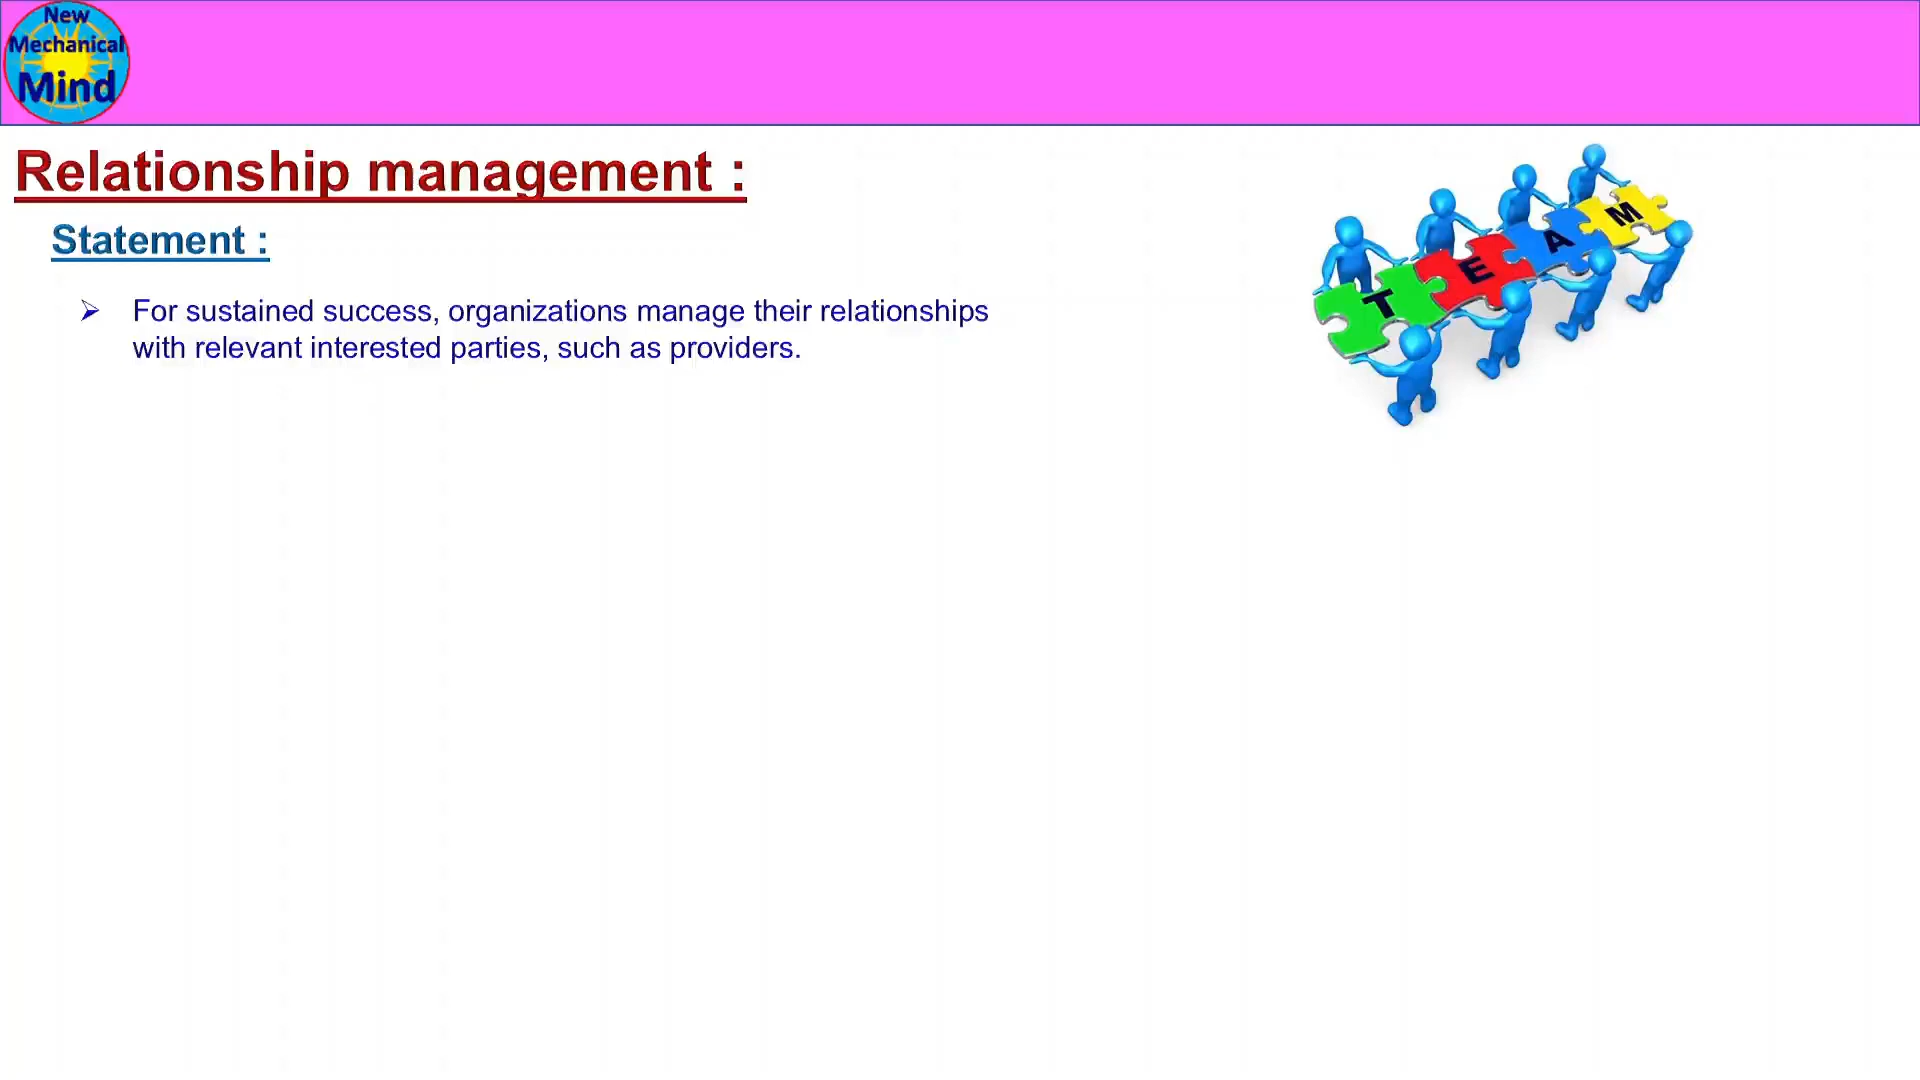 New
Mechanical
Mind
Relationship management :
Statement :
For sustained success, organizations manage their relationships
with relevant interested parties, such as providers.
T E A M